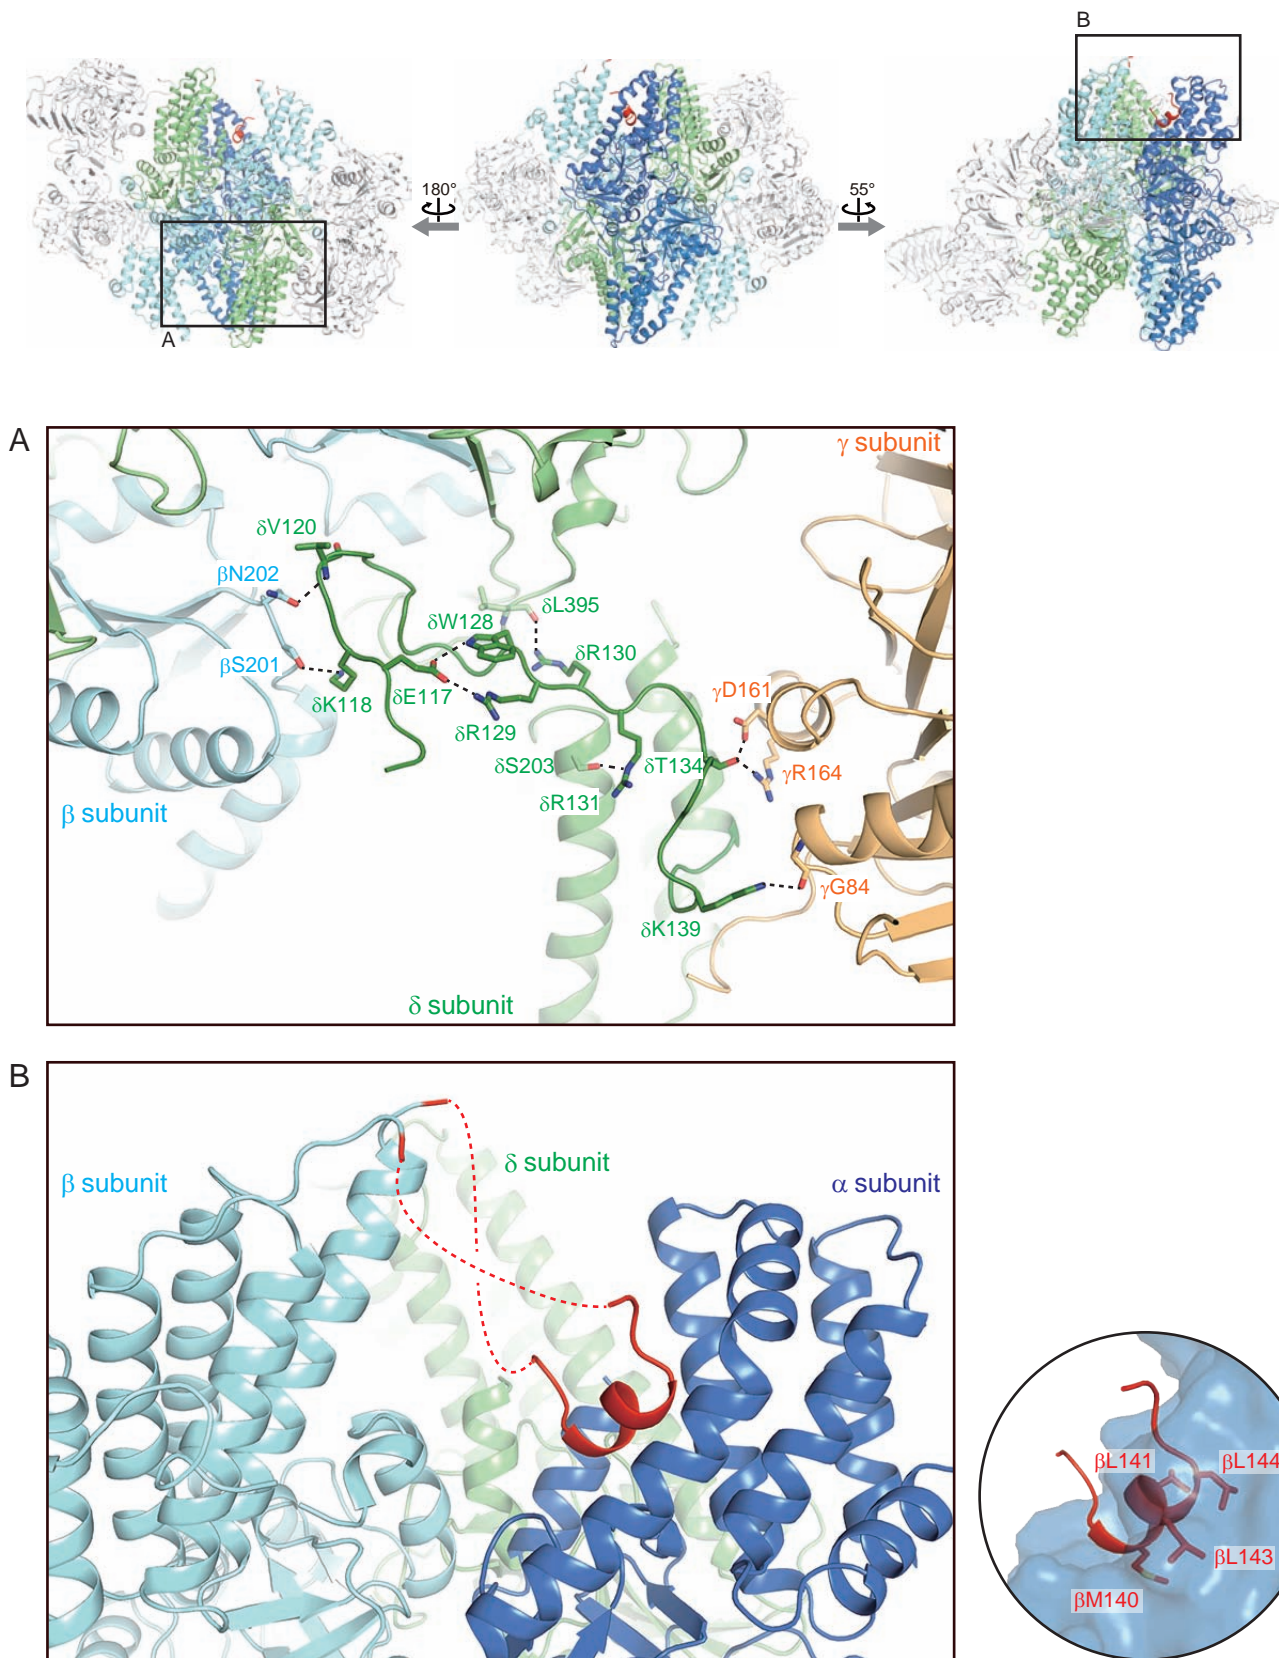 B
180°
55°
A
A
γ subunit
δV120
βN202
δW128
δL395
βS201
δR130
δK118
δE117
γD161
δR129
δS203
δT134
γR164
δR131
β subunit
γG84
δK139
δ subunit
B
β subunit
δ subunit
α subunit
βL141
βL144
βL143
βM140